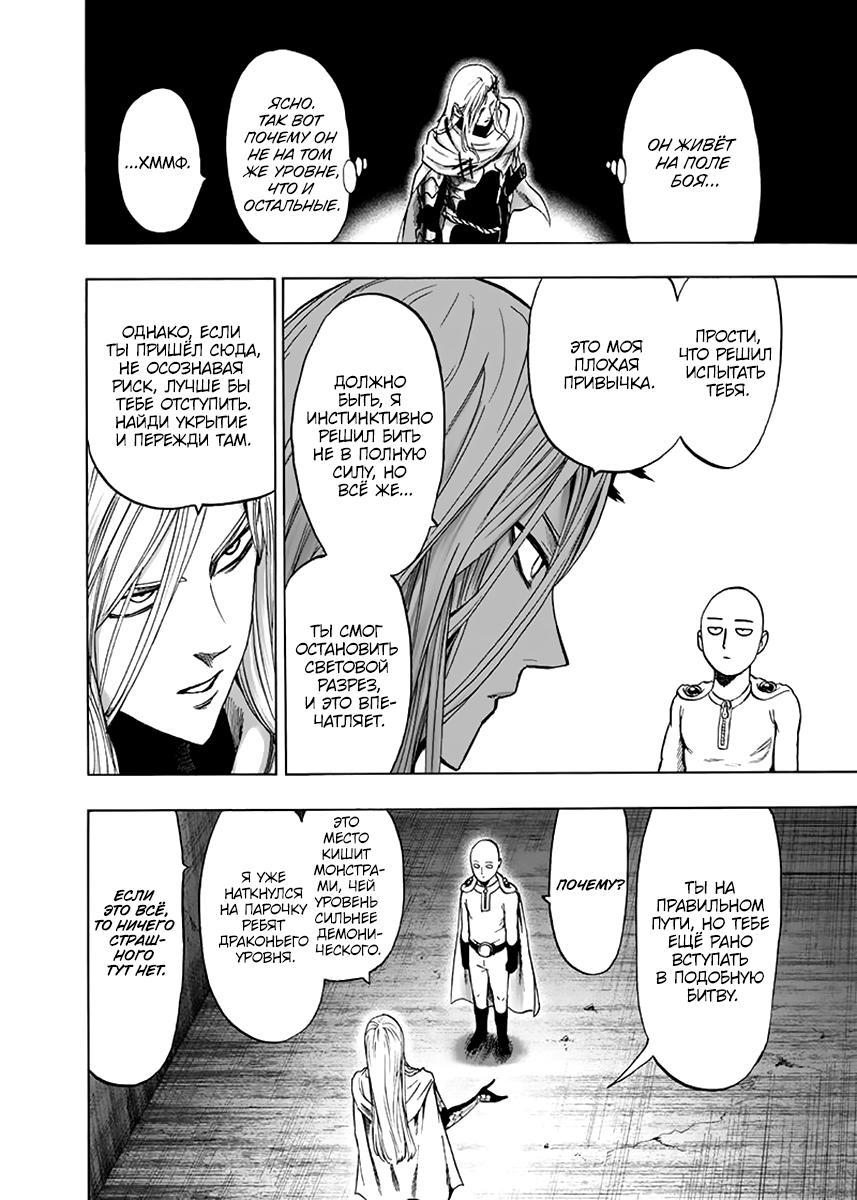 ОН ЖИВЁТ
НА ПОЛЕ
БОЯ...
ЯСНО.
ТАК ВОТ
ПОЧЕМУ ОН
НЕ НА ТОМ
ЖЕ УРОВНЕ,
ЧТО И
ОСТАЛЬНЫЕ.
...ХММФ.
ПРОСТИ,
ЧТО РЕШИЛ
ИСПЫТАТЬ
ТЕБЯ.
ЭТО МОЯ
ПЛОХАЯ
ПРИВЫЧКА.
ДОЛЖНО
БЫТЬ, Я
ИНСТИНКТИВНО
РЕШИЛ БИТЬ
НЕ В ПОЛНУЮ
СИЛУ, НО
ВСЁ ЖЕ...
ТЫ СМОГ
ОСТАНОВИТЬ
СВЕТОВОЙ
РАЗРЕЗ,
И ЭТО ВПЕ-
ЧАТЛЯЕТ.
ОДНАКО, ЕСЛИ
ТЫ ПРИШЁЛ СЮДА,
НЕ ОСОЗНАВАЯ
РИСК, ЛУЧШЕ БЫ
ТЕБЕ ОТСТУПИТЬ.
НАЙДИ УКРЫТИЕ
И ПЕРЕЖДИ ТАМ.
ТЫ НА
ПРАВИЛЬНОМ
ПУТИ, НО ТЕБЕ
ЕЩЁ РАНО
ВСТУПАТЬ
В ПОДОБНУЮ
БИТВУ.
ПОЧЕМУ?
ЭТО
МЕСТО
КИШИТ
МОНСТРА-
МИ, ЧЕЙ
УРОВЕНЬ
СИЛЬНЕЕ
ДЕМОНИ-
ЧЕСКОГО.
Я УЖЕ
НАТКНУЛСЯ
НА ПАРОЧКУ
РЕБЯТ
ДРАКОНЬЕГО
УРОВНЯ.
ЕСЛИ
ЭТО ВСЁ,
ТО НИЧЕГО
СТРАШ-
НОГО
ТУТ НЕТ.